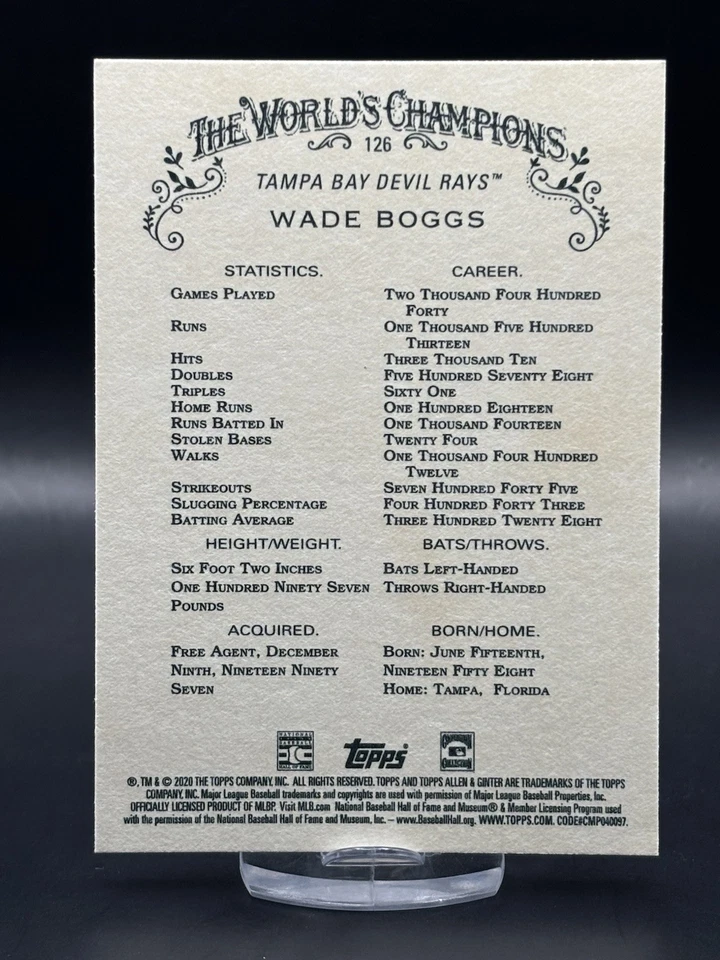 THE WORLD'S CHAMPIONS
126
TAMPA BAY DEVIL RAYS™
WADE BOGGS
STATISTICS. CAREER.
GAMES PLAYED TWO THOUSAND FOUR HUNDRED
FORTY
RUNS ONE THOUSAND FIVE HUNDRED
THIRTEEN
HITS THREE THOUSAND TEN
DOUBLES FIVE HUNDRED SEVENTY EIGHT
TRIPLES SIXTY ONE
HOME RUNS ONE HUNDRED EIGHTEEN
RUNS BATTED IN ONE THOUSAND FOURTEEN
STOLEN BASES TWENTY FOUR
WALKS ONE THOUSAND FOUR HUNDRED
TWELVE
STRIKEOUTS SEVEN HUNDRED FORTY FIVE
SLUGGING PERCENTAGE FOUR HUNDRED FORTY THREE
BATTING AVERAGE THREE HUNDRED TWENTY EIGHT
HEIGHT/WEIGHT. BATS/THROWS.
SIX FOOT TWO INCHES BATS LEFT-HANDED
ONE HUNDRED NINETY SEVEN THROWS RIGHT-HANDED
POUNDS
ACQUIRED. BORN/HOME.
FREE AGENT, DECEMBER BORN: JUNE FIFTEENTH,
NINTH, NINETEEN NINETY NINETEEN FIFTY EIGHT
SEVEN HOME: TAMPA, FLORIDA
NATIONAL
BASEBALL
HALL OF FAME
TOPPS
®, TM & © 2020 THE TOPPS COMPANY, INC. ALL RIGHTS RESERVED. TOPPS AND TOPPS ALLEN & GINTER ARE TRADEMARKS OF THE TOPPS
COMPANY, INC. Major League Baseball trademarks and copyrights are used with permission of Major League Baseball Properties, Inc.
OFFICIALLY LICENSED PRODUCT OF MLBP. Visit MLB.com National Baseball Hall of Fame and Museum® & Member Licensing Program used
with the permission of the National Baseball Hall of Fame and Museum, Inc. – www.BaseballHall.org. WWW.TOPPS.COM. CODE#CMP040097.